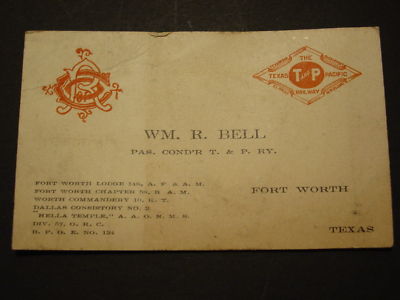 THE
TEXAS T AND P PACIFIC
RAILWAY
WM. R. BELL
PAS. COND'R T. & P. RY.
FORT WORTH LODGE 148, A. F. & A. M.
FORT WORTH CHAPTER 58, R. A. M.
WORTH COMMANDERY 19, K. T.
DALLAS CONSISTORY NO. 2
"HELLA TEMPLE," A. A. O. N. M. S.
DIV. 57, O. R. C.
B. P. O. E. NO. 124
FORT WORTH
TEXAS